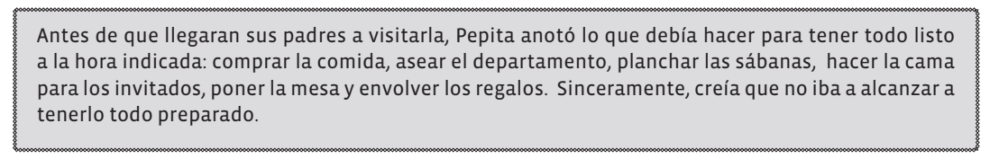 Antes de que llegaran sus padres a visitarla, Pepita anotó lo que debía hacer para tener todo listo
a la hora indicada: comprar la comida, asear el departamento, planchar las sábanas, hacer la cama
para los invitados, poner la mesa y envolver los regalos. Sinceramente, creía que no iba a alcanzar a
tenerlo todo preparado.